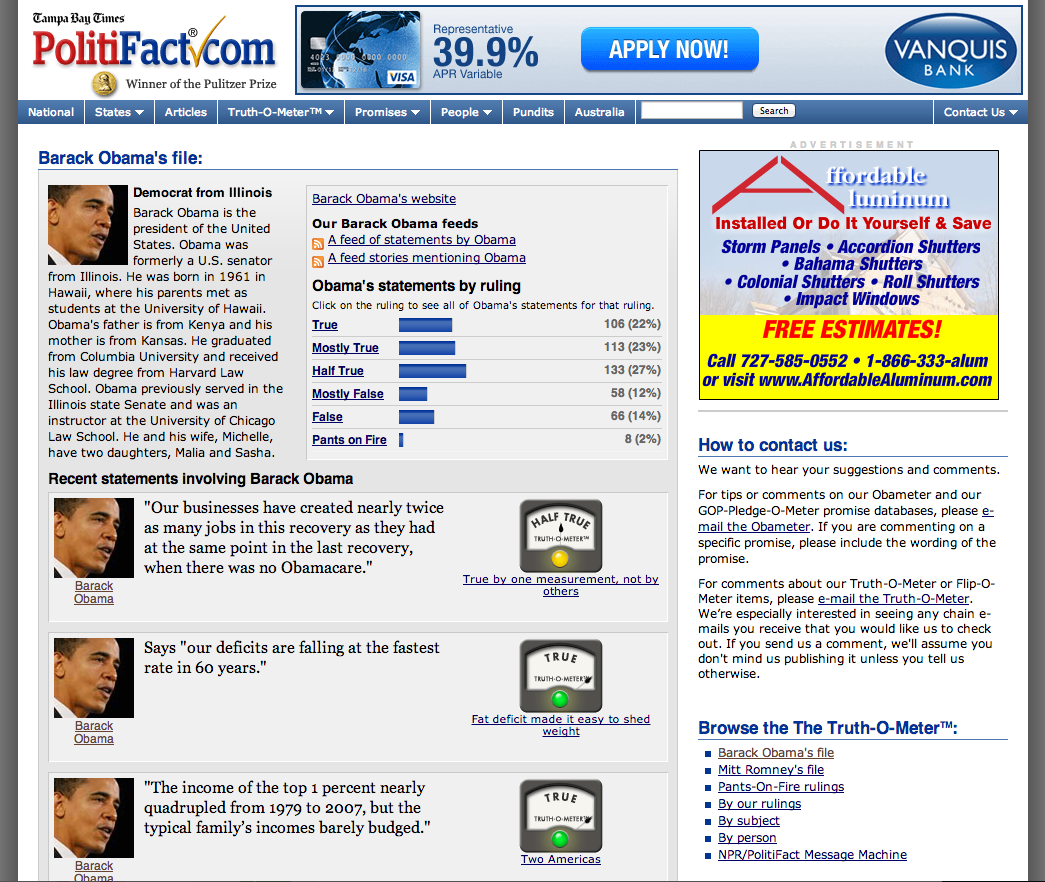 Tampa Bay Times
PolitiFact.com
®
Winner of the Pulitzer Prize
VISA
Representative
39.9%
APR Variable
APPLY NOW!
VANQUIS
BANK
National
States
Articles
Truth-O-Meter™
Promises
People
Pundits
Australia
Search
Contact Us
Barack Obama's file:
Democrat from Illinois
Barack Obama is the
president of the United
States. Obama was
formerly a U.S. senator
from Illinois. He was born in 1961 in
Hawaii, where his parents met as
students at the University of Hawaii.
Obama's father is from Kenya and his
mother is from Kansas. He graduated
from Columbia University and received
his law degree from Harvard Law
School. Obama previously served in the
Illinois state Senate and was an
instructor at the University of Chicago
Law School. He and his wife, Michelle,
have two daughters, Malia and Sasha.
Barack Obama's website
Our Barack Obama feeds
A feed of statements by Obama
A feed stories mentioning Obama
Obama's statements by ruling
Click on the ruling to see all of Obama's statements for that ruling.
True 106 (22%)
Mostly True 113 (23%)
Half True 133 (27%)
Mostly False 58 (12%)
False 66 (14%)
Pants on Fire 8 (2%)
Recent statements involving Barack Obama
Barack
Obama
"Our businesses have created nearly twice
as many jobs in this recovery as they had
at the same point in the last recovery,
when there was no Obamacare."
HALF TRUE
TRUTH-O-METER™
True by one measurement, not by
others
Barack
Obama
Says "our deficits are falling at the fastest
rate in 60 years."
TRUE
TRUTH-O-METER
Fat deficit made it easy to shed
weight
Barack
Obama
"The income of the top 1 percent nearly
quadrupled from 1979 to 2007, but the
typical family's incomes barely budged."
TRUE
TRUTH-O-METER
Two Americas
ADVERTISEMENT
Affordable
luminum
Installed Or Do It Yourself & Save
Storm Panels • Accordion Shutters
• Bahama Shutters
• Colonial Shutters • Roll Shutters
• Impact Windows
FREE ESTIMATES!
Call 727-585-0552 • 1-866-333-alum
or visit www.AffordableAluminum.com
How to contact us:
We want to hear your suggestions and comments.
For tips or comments on our Obameter and our
GOP-Pledge-O-Meter promise databases, please e-
mail the Obameter. If you are commenting on a
specific promise, please include the wording of the
promise.
For comments about our Truth-O-Meter or Flip-O-
Meter items, please e-mail the Truth-O-Meter.
We're especially interested in seeing any chain e-
mails you receive that you would like us to check
out. If you send us a comment, we'll assume you
don't mind us publishing it unless you tell us
otherwise.
Browse the The Truth-O-Meter™:
Barack Obama's file
Mitt Romney's file
Pants-On-Fire rulings
By our rulings
By subject
By person
NPR/PolitiFact Message Machine